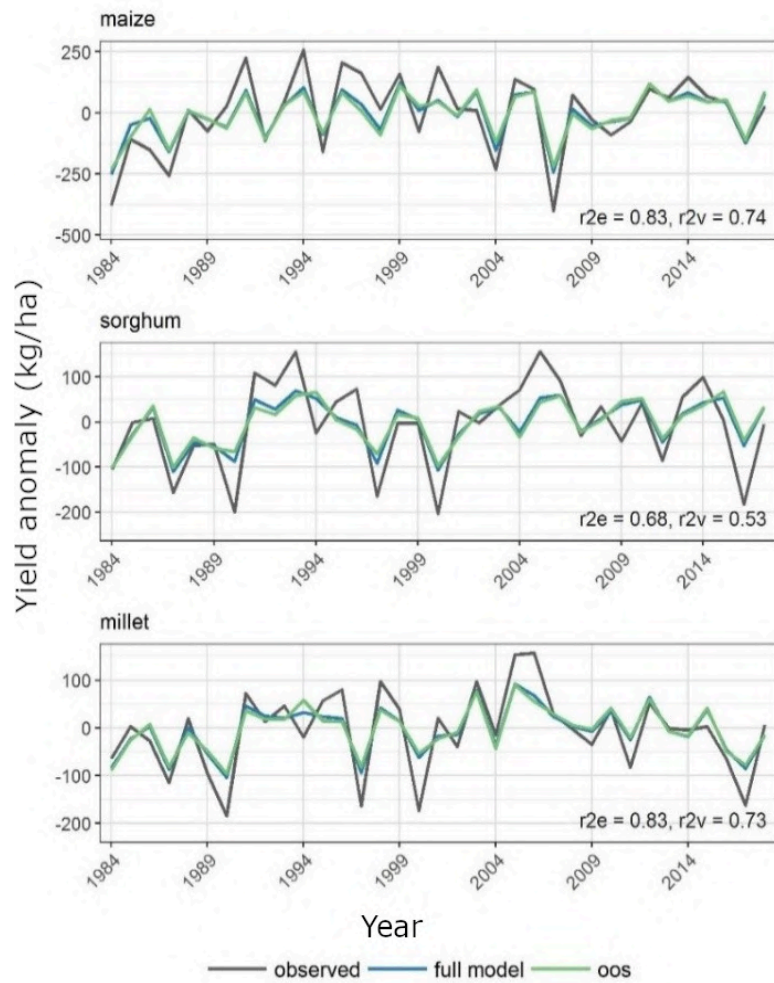 maize
250
0
-250
-500
r2e = 0.83, r2v = 0.74
1984 1989 1994 1999 2004 2009 2014
sorghum
100
0
-100
-200
r2e = 0.68, r2v = 0.53
1984 1989 1994 1999 2004 2009 2014
millet
100
0
-100
-200
r2e = 0.83, r2v = 0.73
1984 1989 1994 1999 2004 2009 2014
Yield anomaly (kg/ha)
Year
observed full model oos